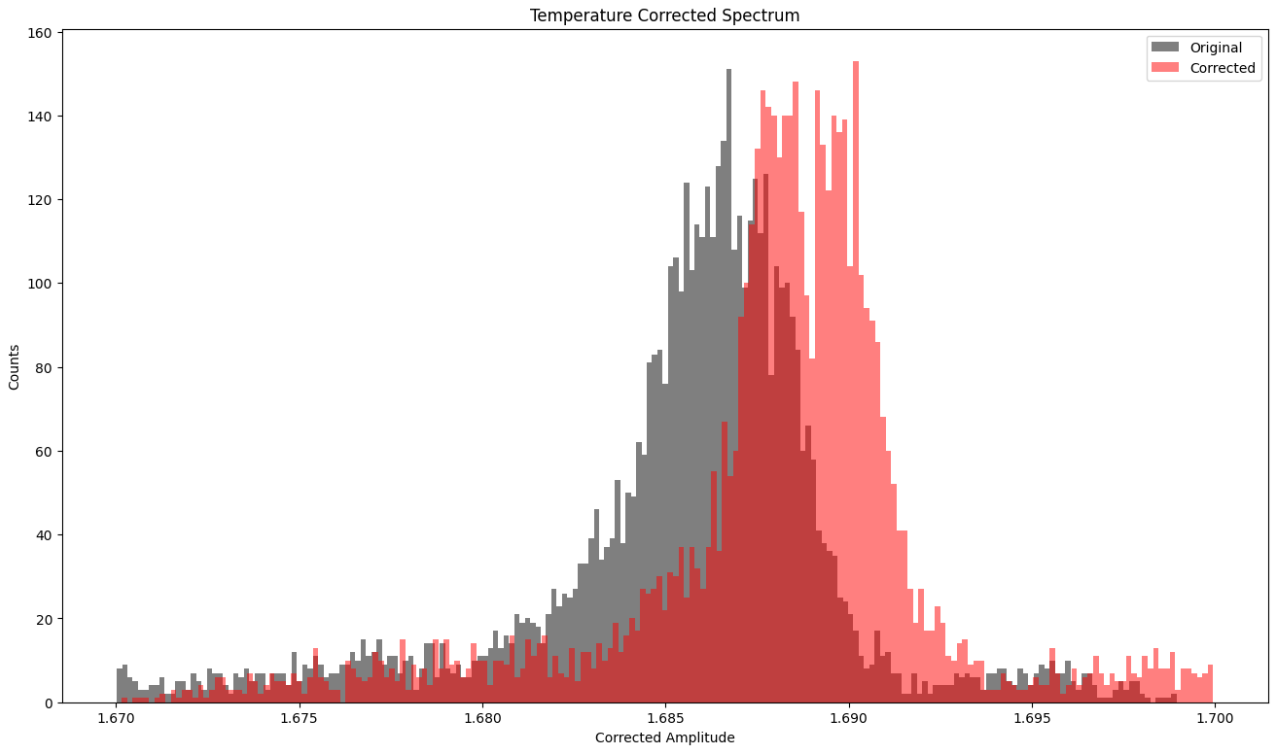 Temperature Corrected Spectrum
160
140
120
100
80
60
40
20
0
Counts
Original
Corrected
1.670 1.675 1.680 1.685 1.690 1.695 1.700
Corrected Amplitude